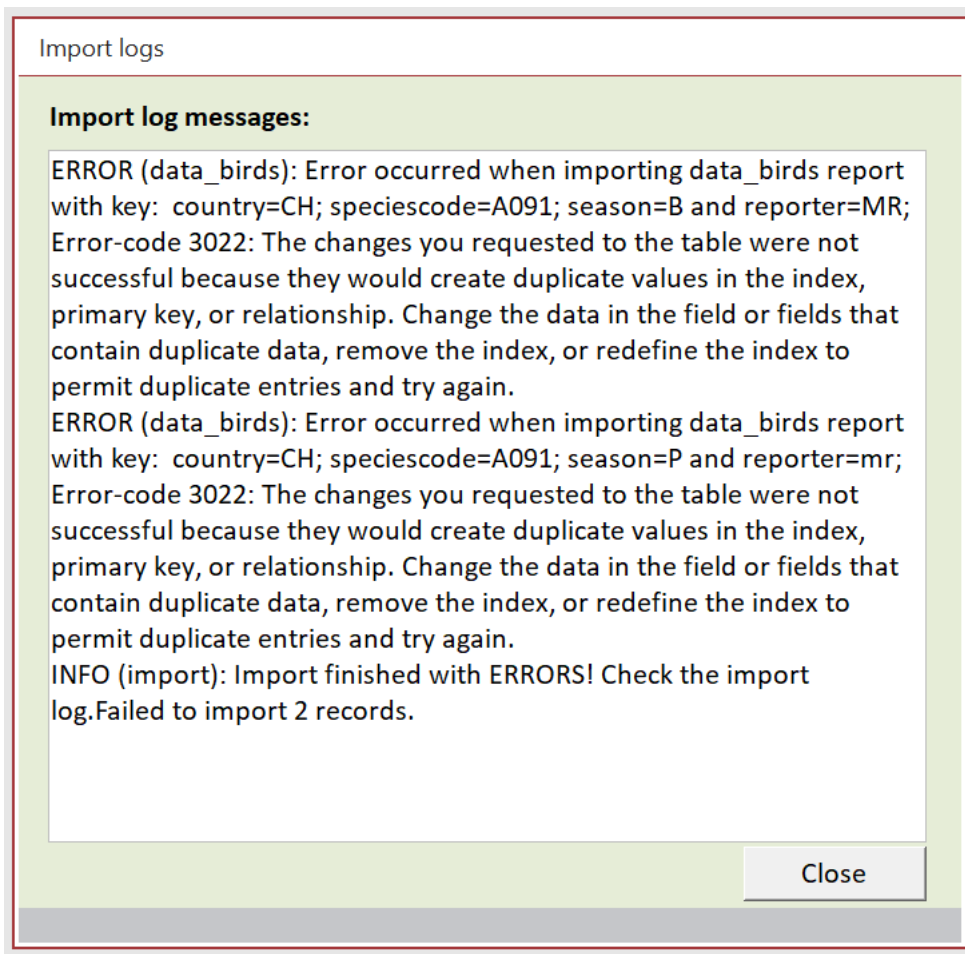 Import logs
Import log messages:
ERROR (data_birds): Error occurred when importing data_birds report
with key:  country=CH; speciescode=A091; season=B and reporter=MR;
Error-code 3022: The changes you requested to the table were not
successful because they would create duplicate values in the index,
primary key, or relationship. Change the data in the field or fields that
contain duplicate data, remove the index, or redefine the index to
permit duplicate entries and try again.
ERROR (data_birds): Error occurred when importing data_birds report
with key:  country=CH; speciescode=A091; season=P and reporter=mr;
Error-code 3022: The changes you requested to the table were not
successful because they would create duplicate values in the index,
primary key, or relationship. Change the data in the field or fields that
contain duplicate data, remove the index, or redefine the index to
permit duplicate entries and try again.
INFO (import): Import finished with ERRORS! Check the import
log.Failed to import 2 records.
Close